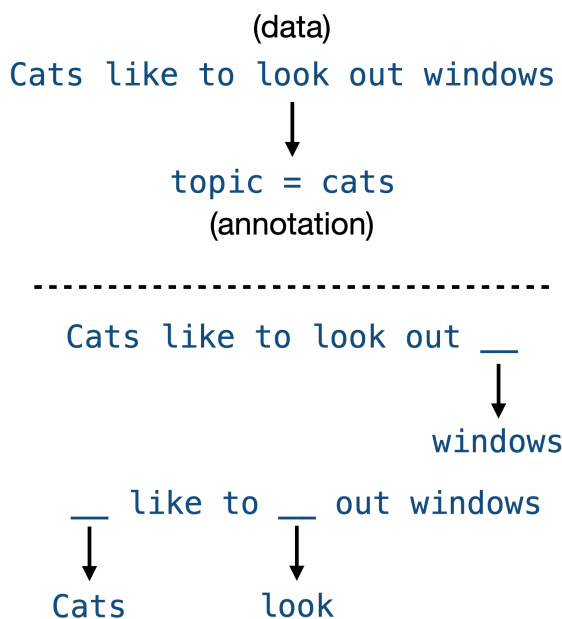 (data)
Cats like to look out windows
topic = cats
(annotation)
Cats like to look out __
windows
__ like to __ out windows
Cats look